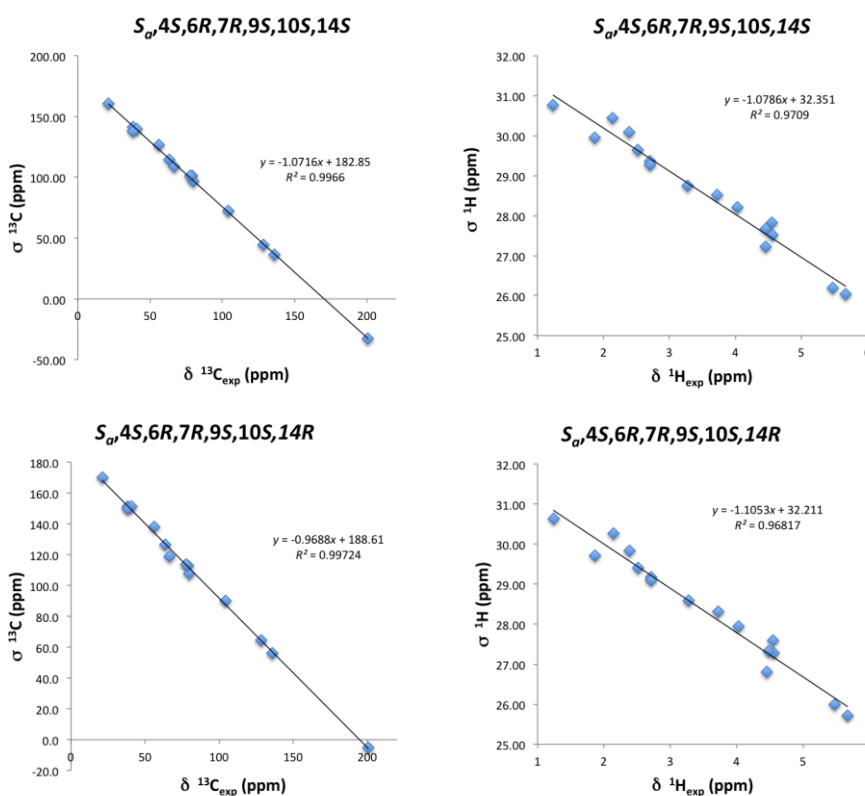 Sa,4S,6R,7R,9S,10S,14S
200.00
150.00
100.00
50.00
0.00
-50.00
0
50
100
150
200
σ ¹³C (ppm)
y = -1.0716x + 182.85
R² = 0.9966
δ ¹³Cexp (ppm)
Sa,4S,6R,7R,9S,10S,14S
32.00
31.00
30.00
29.00
28.00
27.00
26.00
25.00
1
2
3
4
5
σ ¹H (ppm)
y = -1.0786x + 32.351
R² = 0.9709
δ ¹Hexp (ppm)
Sa,4S,6R,7R,9S,10S,14R
180.0
160.0
140.0
120.0
100.0
80.0
60.0
40.0
20.0
0.0
-20.0
0
50
100
150
200
σ ¹³C (ppm)
y = -0.9688x + 188.61
R² = 0.99724
δ ¹³Cexp (ppm)
Sa,4S,6R,7R,9S,10S,14R
32.00
31.00
30.00
29.00
28.00
27.00
26.00
25.00
1
2
3
4
5
σ ¹H (ppm)
y = -1.1053x + 32.211
R² = 0.96817
δ ¹Hexp (ppm)